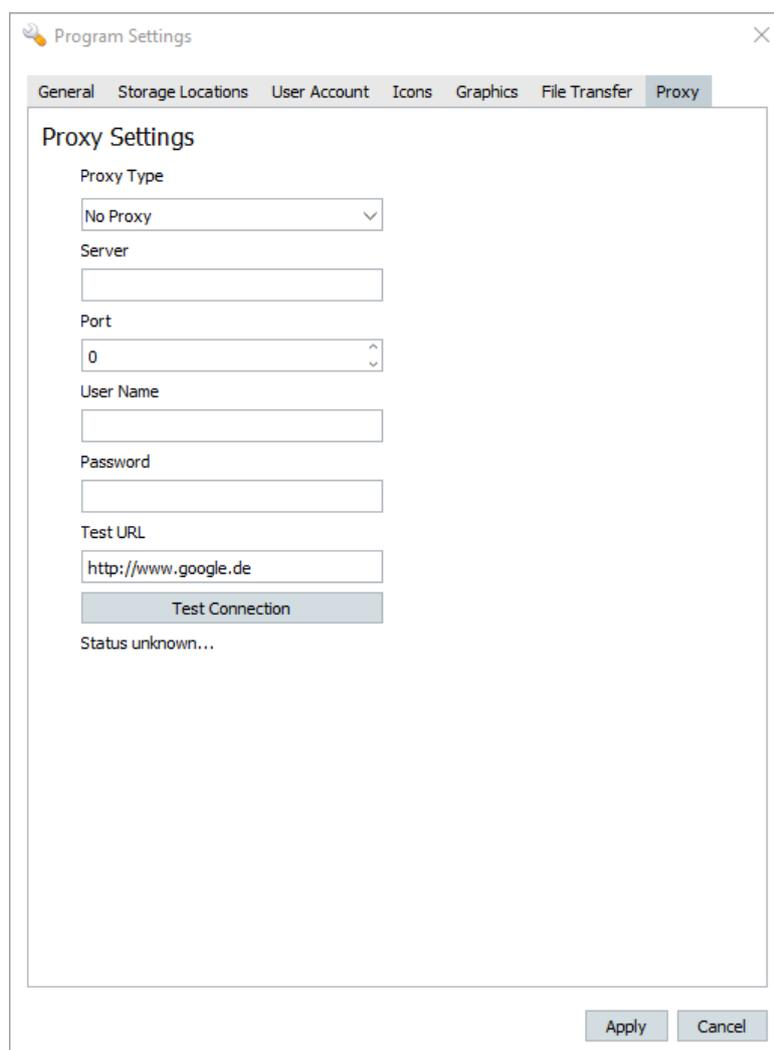 Program Settings
General Storage Locations User Account Icons Graphics File Transfer Proxy
Proxy Settings
Proxy Type
No Proxy
Server
Port
0
User Name
Password
Test URL
http://www.google.de
Test Connection
Status unknown...
Apply Cancel